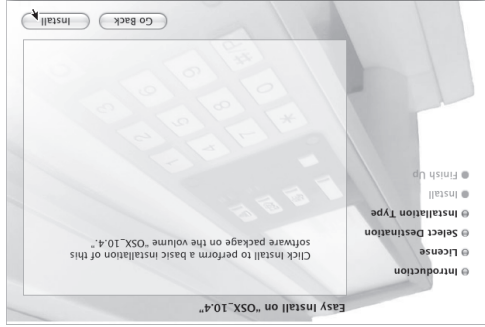 Easy Install on "OSX_10.4"
Introduction
License
Select Destination
Installation Type
Install
Finish Up
Click Install to perform a basic installation of this
software package on the volume "OSX_10.4."
Go Back
Install